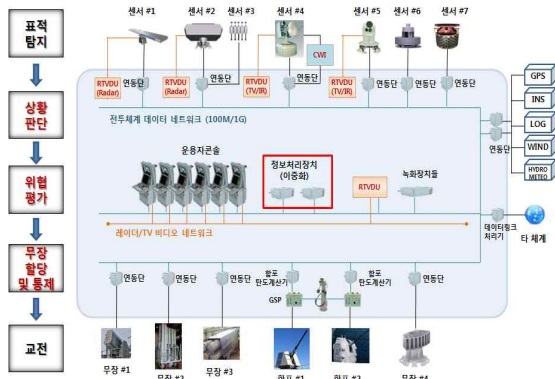 표적
탐지
상황
판단
위협
평가
무장
할당
및 통제
교전
센서 #1
센서 #2
센서 #3
센서 #4
센서 #5
센서 #6
센서 #7
CWI
RTVDU
(Radar)
연동단
RTVDU
(Radar)
연동단
RTVDU
(TV/IR)
연동단
RTVDU
(TV/IR)
연동단
연동단
연동단
전투체계 데이터 네트워크 (100M/1G)
GPS
INS
LOG
WIND
HYDRO
METEO
연동단
운용자콘솔
정보처리장치
(이중화)
RTVDU
녹화장치들
레이더/TV 비디오 네트워크
데이터링크
처리기
타 체계
연동단
연동단
연동단
함포
탄도계산기
함포
탄도계산기
연동단
GSP
무장 #1
무장 #2
무장 #3
함포 #1
함포 #2
무장 #4